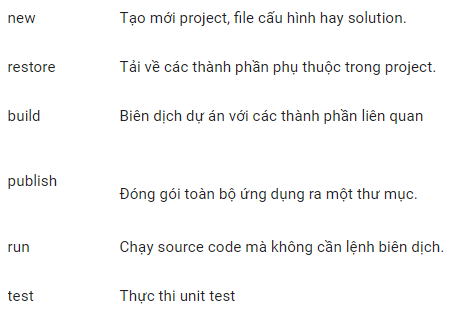 new Tạo mới project, file cấu hình hay solution.
restore Tải về các thành phần phụ thuộc trong project.
build Biên dịch dự án với các thành phần liên quan
publish
Đóng gói toàn bộ ứng dụng ra một thư mục.
run Chạy source code mà không cần lệnh biên dịch.
test Thực thi unit test